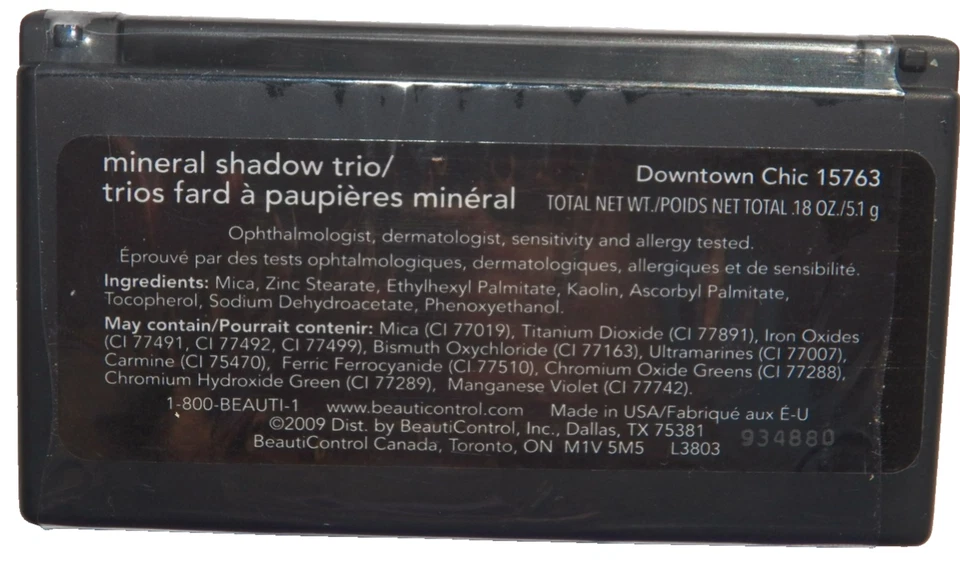 mineral shadow trio/
trios fard à paupières minéral
Downtown Chic 15763
TOTAL NET WT./POIDS NET TOTAL .18 OZ./5.1 g
Ophthalmologist, dermatologist, sensitivity and allergy tested.
Éprouvé par des tests ophtalmologiques, dermatologiques, allergiques et de sensibilité.
Ingredients: Mica, Zinc Stearate, Ethylhexyl Palmitate, Kaolin, Ascorbyl Palmitate,
Tocopherol, Sodium Dehydroacetate, Phenoxyethanol.
May contain/Pourrait contenir: Mica (CI 77019), Titanium Dioxide (CI 77891), Iron Oxides
(CI 77491, CI 77492, CI 77499), Bismuth Oxychloride (CI 77163), Ultramarines (CI 77007),
Carmine (CI 75470), Ferric Ferrocyanide (CI 77510), Chromium Oxide Greens (CI 77288),
Chromium Hydroxide Green (CI 77289), Manganese Violet (CI 77742).
1-800-BEAUTI-1 www.beauticontrol.com Made in USA/Fabriqué aux É-U
©2009 Dist. by BeautiControl, Inc., Dallas, TX 75381
BeautiControl Canada, Toronto, ON M1V 5M5 L3803
934880